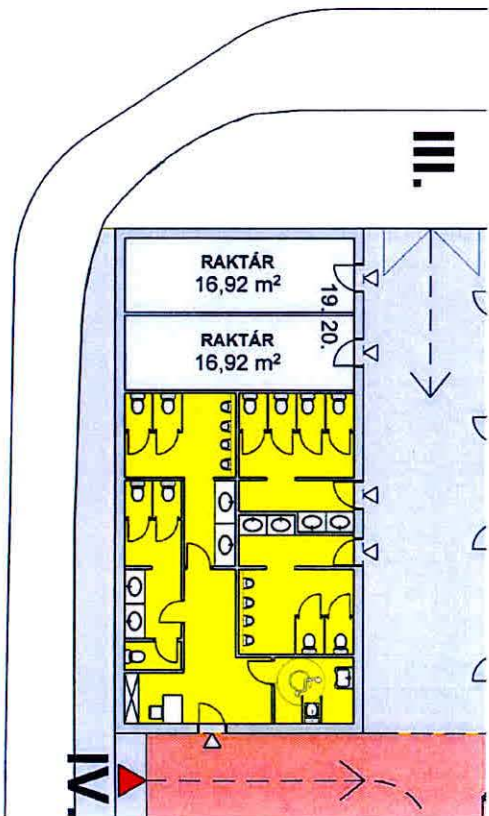 III.
RAKTÁR
16,92 m²
19.
20.
RAKTÁR
16,92 m²
IV.